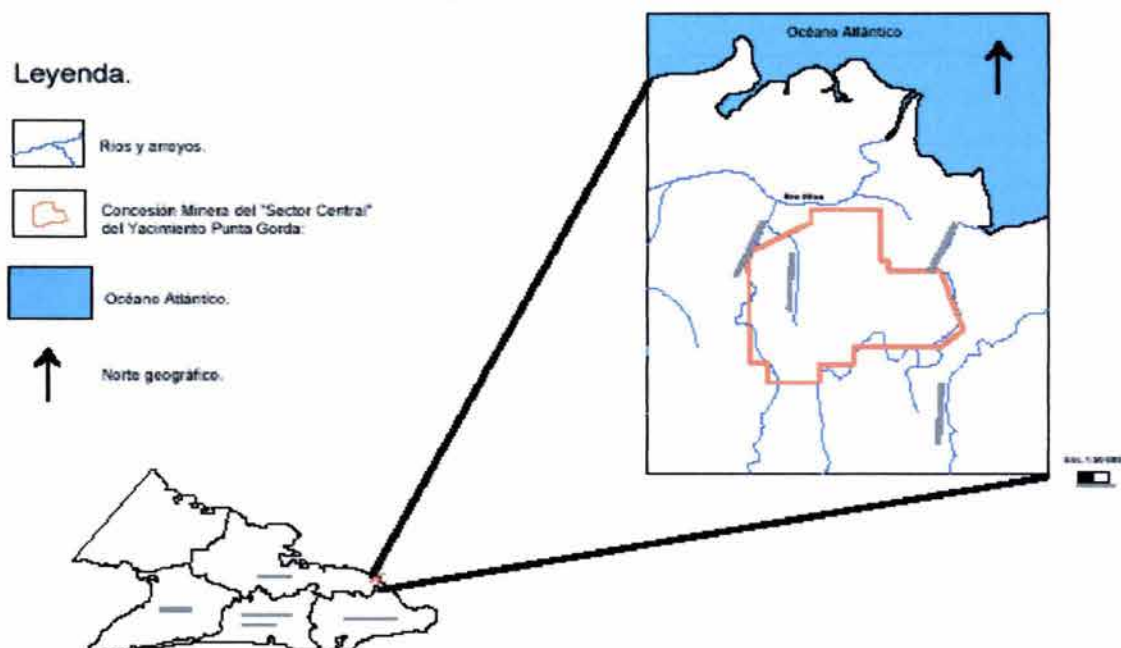 Leyenda.
Ríos y arroyos.
Concesión Minera del "Sector Central"
del Yacimiento Punta Gorda:
Océano Atlántico.
Norte geográfico.
Océano Atlántico